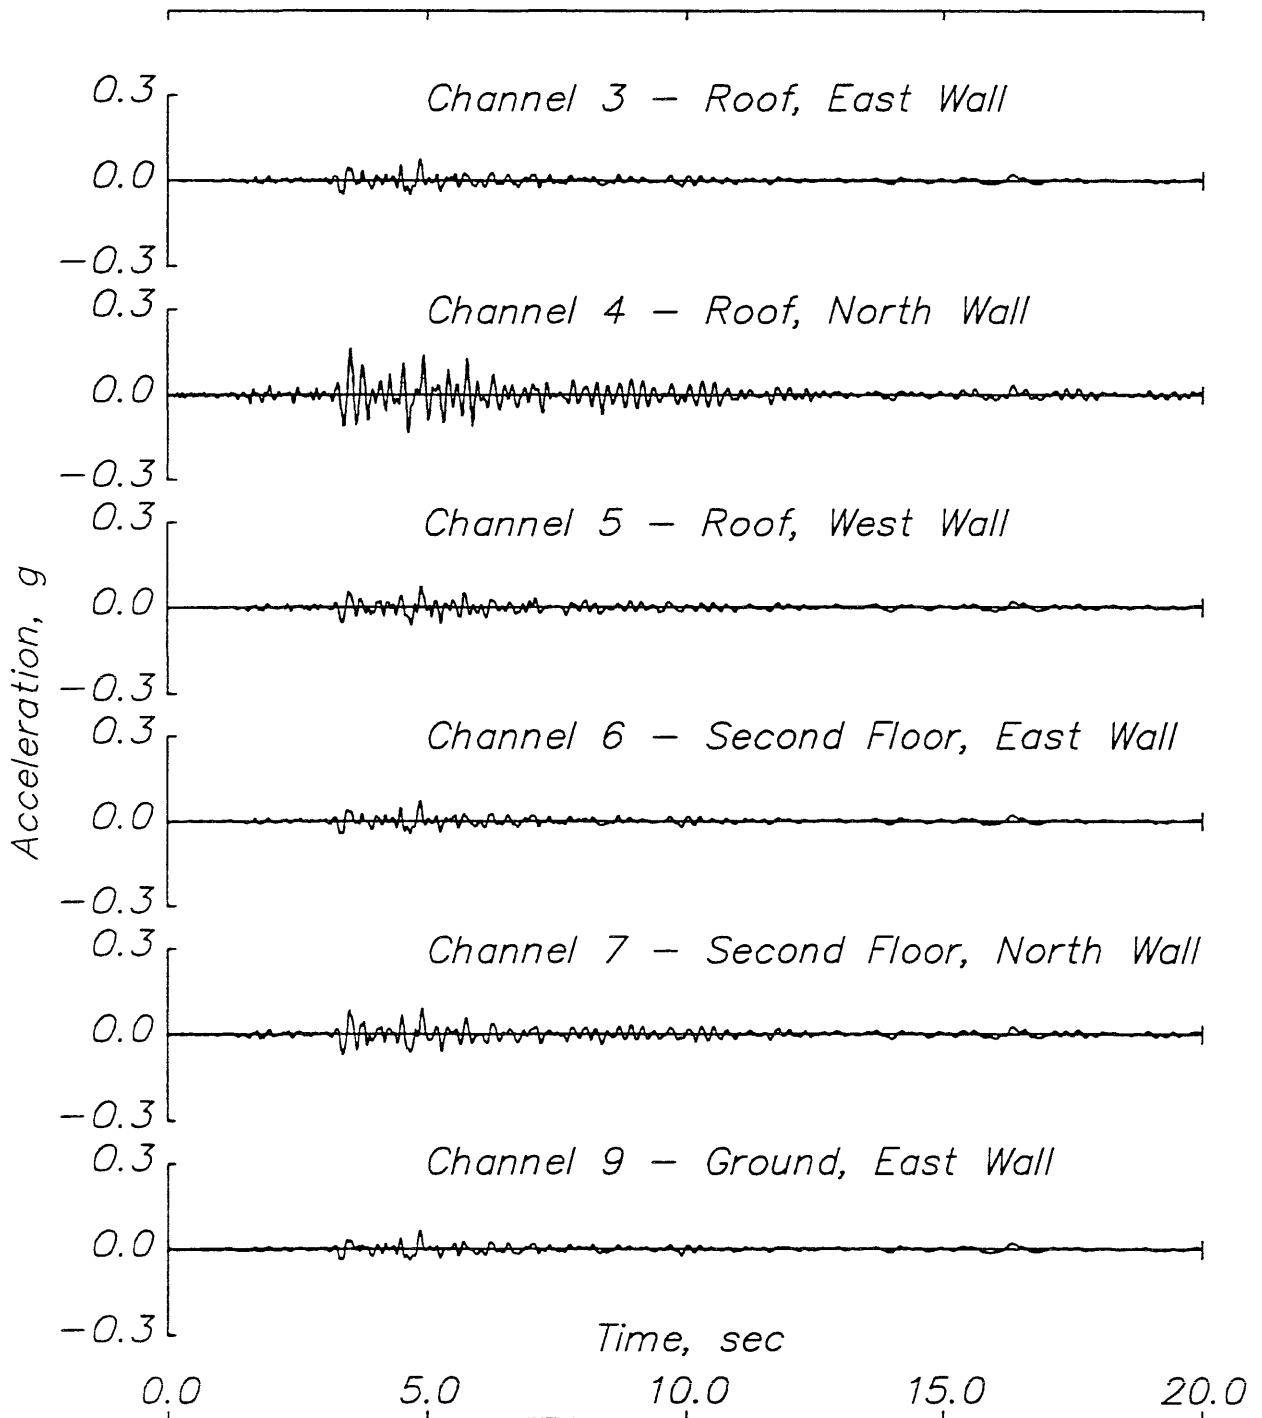 0.3
Channel 3 – Roof, East Wall
0.0
–0.3
0.3
Channel 4 – Roof, North Wall
0.0
–0.3
0.3
Channel 5 – Roof, West Wall
Acceleration, g
0.0
–0.3
0.3
Channel 6 – Second Floor, East Wall
0.0
–0.3
0.3
Channel 7 – Second Floor, North Wall
0.0
–0.3
0.3
Channel 9 – Ground, East Wall
0.0
–0.3
Time, sec
0.0 5.0 10.0 15.0 20.0